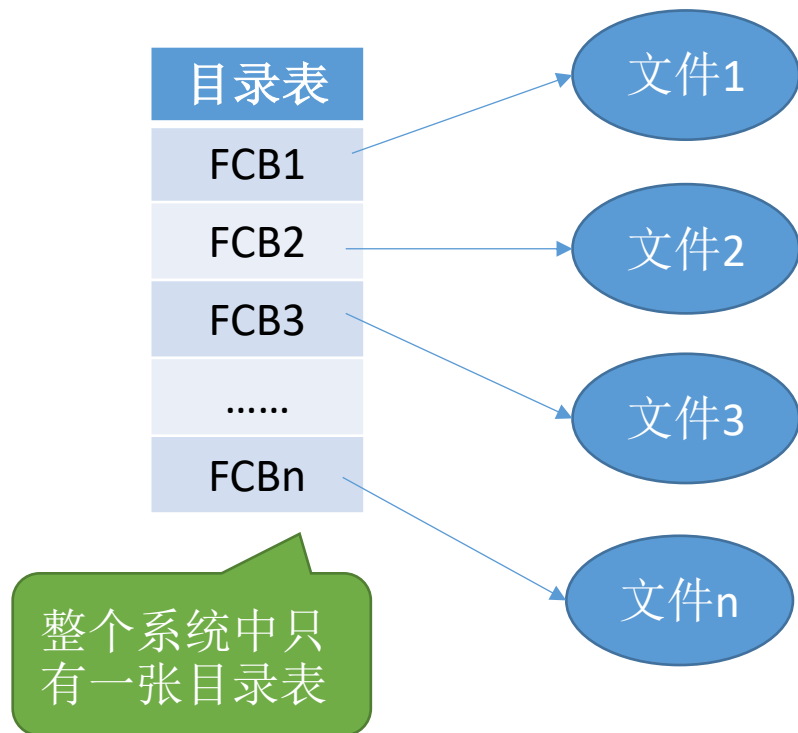 目录表
FCB1
FCB2
FCB3
……
FCBn
文件1
文件2
文件3
文件n
整个系统中只
有一张目录表